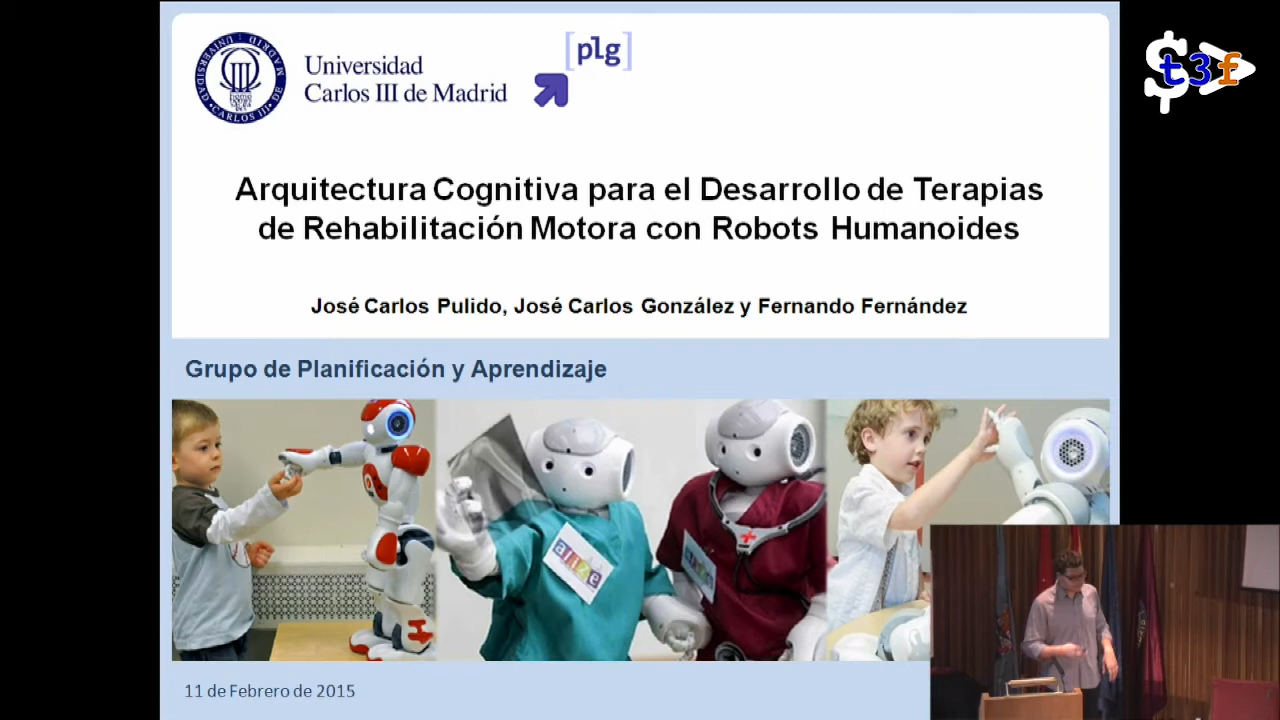 Universidad
Carlos III de Madrid
[plg]
t3f
Arquitectura Cognitiva para el Desarrollo de Terapias
de Rehabilitación Motora con Robots Humanoides
José Carlos Pulido, José Carlos González y Fernando Fernández
Grupo de Planificación y Aprendizaje
alize
11 de Febrero de 2015